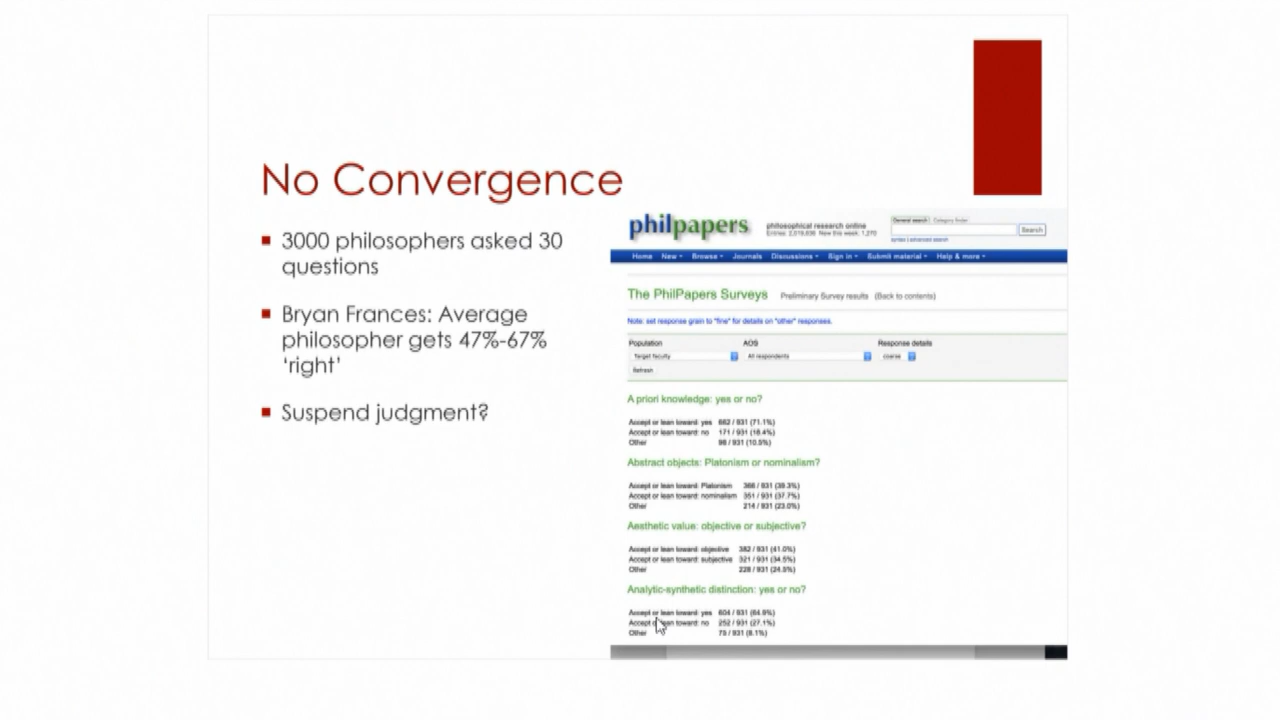 No Convergence
3000 philosophers asked 30
questions
Bryan Frances: Average
philosopher gets 47%-67%
‘right’
Suspend judgment?
philpapers
philosophical research online
General search
Category finder
Search
syntax | advanced search
Home New Browse Journals Discussions Sign in Submit material Help & more
The PhilPapers Surveys Preliminary Survey results (Back to contents)
Note: set response grain to "fine" for details on "other" responses.
Population AOS Response details
Target faculty All respondents coarse
Refresh
A priori knowledge: yes or no?
Accept or lean toward: yes 662 / 931 (71.1%)
Accept or lean toward: no 171 / 931 (18.4%)
Other 98 / 931 (10.5%)
Abstract objects: Platonism or nominalism?
Accept or lean toward: Platonism 366 / 931 (39.3%)
Accept or lean toward: nominalism 351 / 931 (37.7%)
Other 214 / 931 (23.0%)
Aesthetic value: objective or subjective?
Accept or lean toward: objective 382 / 931 (41.0%)
Accept or lean toward: subjective 321 / 931 (34.5%)
Other 228 / 931 (24.5%)
Analytic-synthetic distinction: yes or no?
Accept or lean toward: yes 604 / 931 (64.9%)
Accept or lean toward: no 252 / 931 (27.1%)
Other 75 / 931 (8.1%)